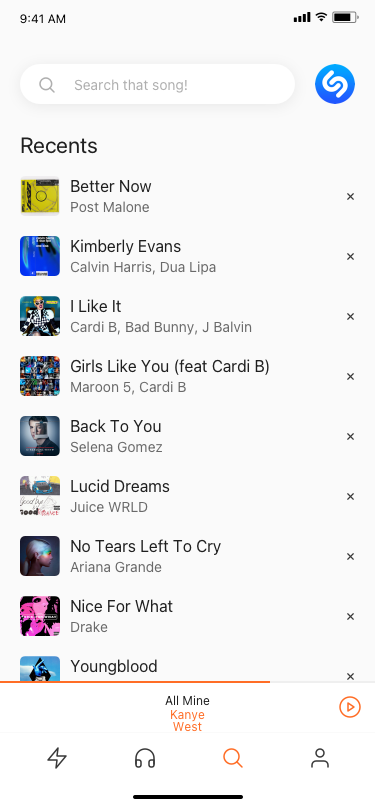 9:41 AM
Search that song!
Recents
Better Now
Post Malone
Kimberly Evans
Calvin Harris, Dua Lipa
I Like It
Cardi B, Bad Bunny, J Balvin
Girls Like You (feat Cardi B)
Maroon 5, Cardi B
Back To You
Selena Gomez
Lucid Dreams
Juice WRLD
No Tears Left To Cry
Ariana Grande
Nice For What
Drake
Youngblood
All Mine
Kanye
West